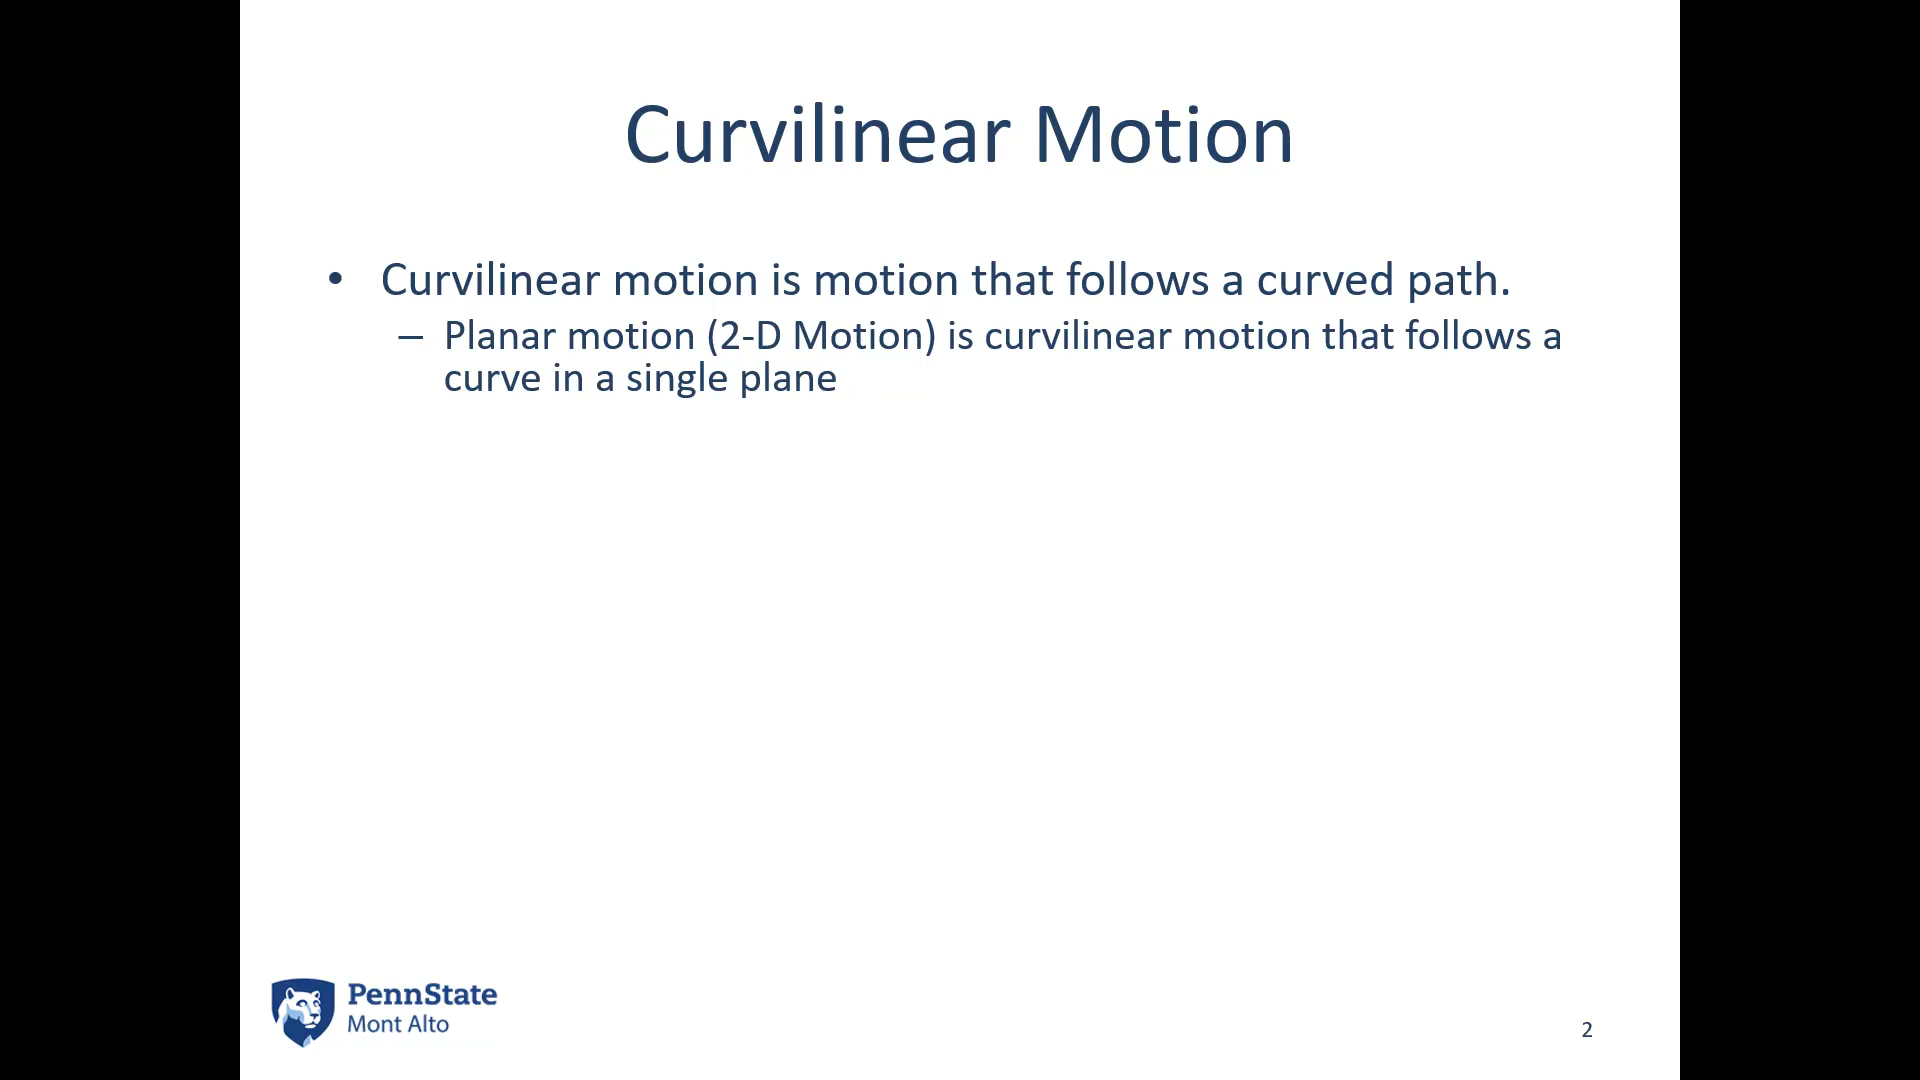 Curvilinear Motion
• Curvilinear motion is motion that follows a curved path.
– Planar motion (2-D Motion) is curvilinear motion that follows a
curve in a single plane
PennState
Mont Alto
2